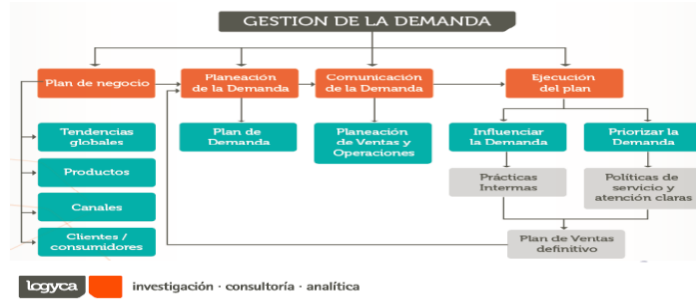 GESTION DE LA DEMANDA
Plan de negocio
Planeación
de la Demanda
Comunicación
de la Demanda
Ejecución
del plan
Tendencias
globales
Plan de
Demanda
Planeación
de Ventas y
Operaciones
Influenciar
la Demanda
Priorizar la
Demanda
Productos
Prácticas
Intermas
Políticas de
servicio y
atención claras
Canales
Clientes /
consumidores
Plan de Ventas
definitivo
logyca
investigación · consultoría · analítica